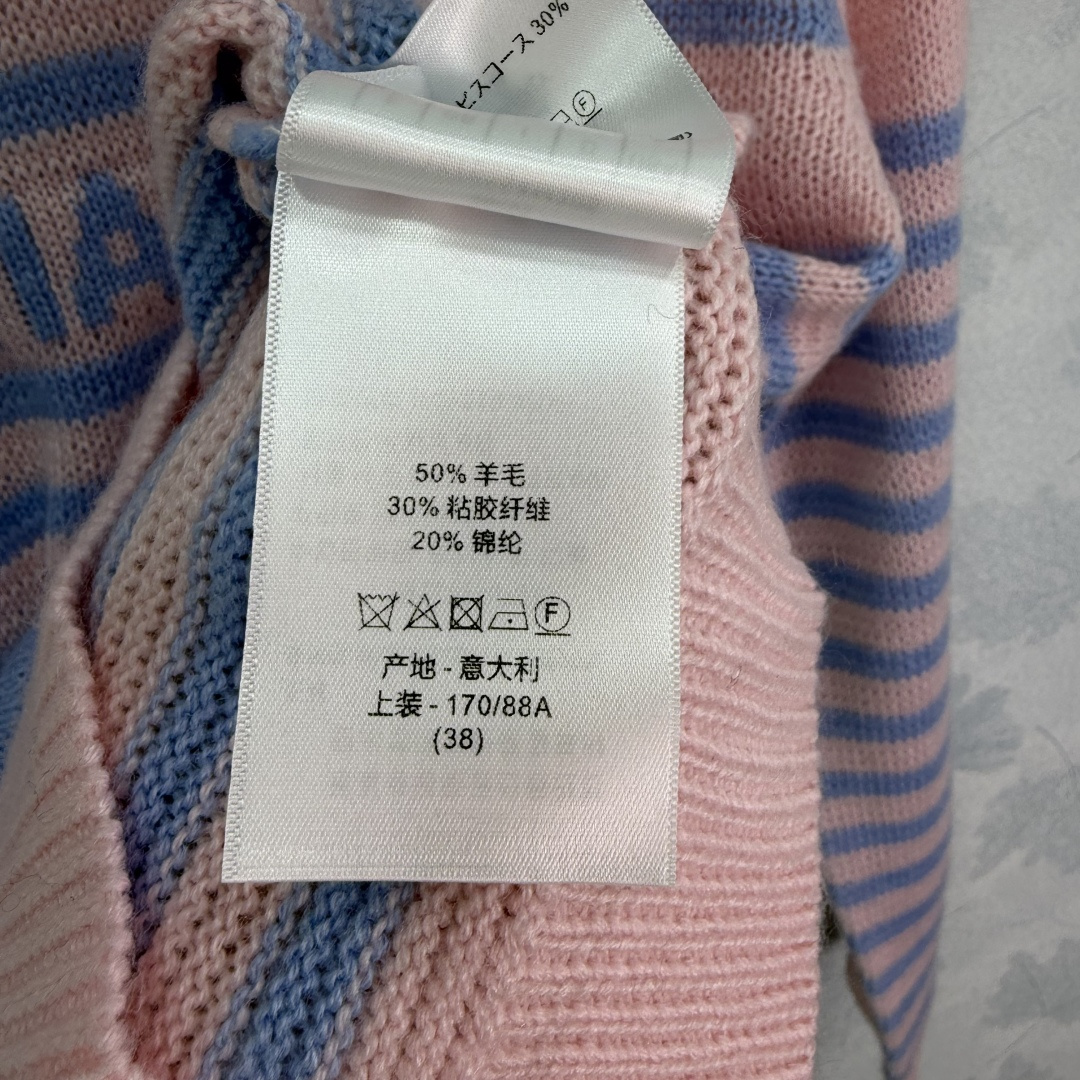 ビスコース 30%
F
IA
50% 羊毛
30% 粘胶纤维
20% 锦纶
F
产地 - 意大利
上装 - 170/88A
(38)